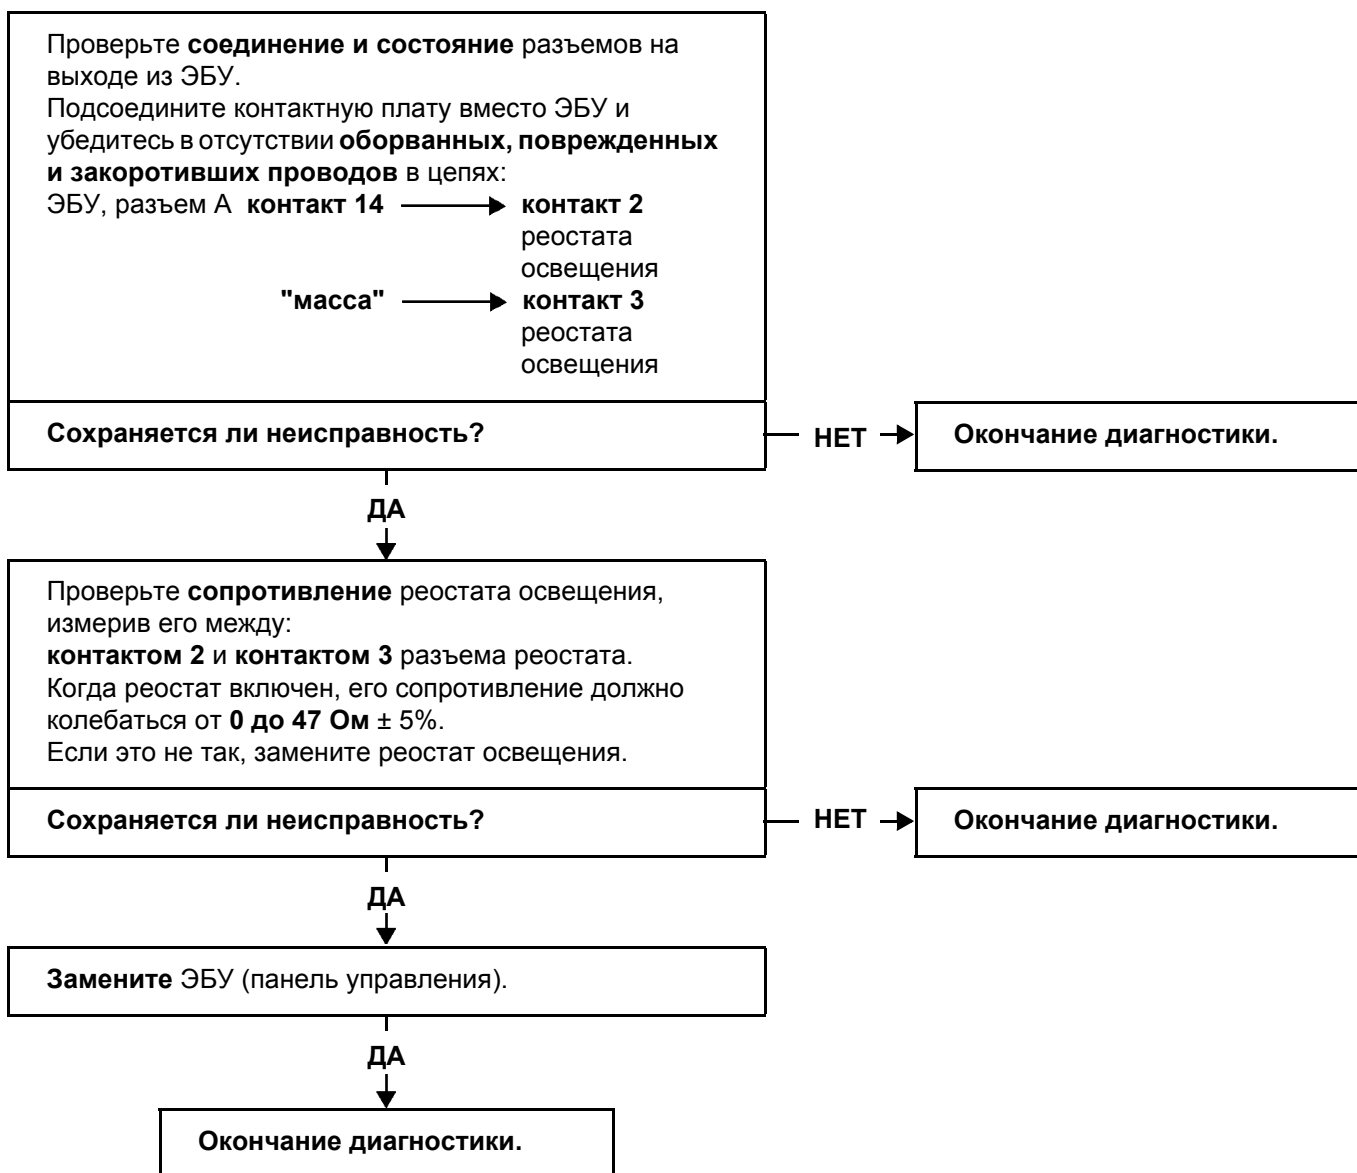 Проверьте соединение и состояние разъемов на
выходе из ЭБУ.
Подсоедините контактную плату вместо ЭБУ и
убедитесь в отсутствии оборванных, поврежденных
и закоротивших проводов в цепях:
ЭБУ, разъем А контакт 14 контакт 2
реостата
освещения
"масса" контакт 3
реостата
освещения
Сохраняется ли неисправность?
НЕТ
Окончание диагностики.
ДА
Проверьте сопротивление реостата освещения,
измерив его между:
контактом 2 и контактом 3 разъема реостата.
Когда реостат включен, его сопротивление должно
колебаться от 0 до 47 Ом ± 5%.
Если это не так, замените реостат освещения.
Сохраняется ли неисправность?
НЕТ
Окончание диагностики.
ДА
Замените ЭБУ (панель управления).
ДА
Окончание диагностики.